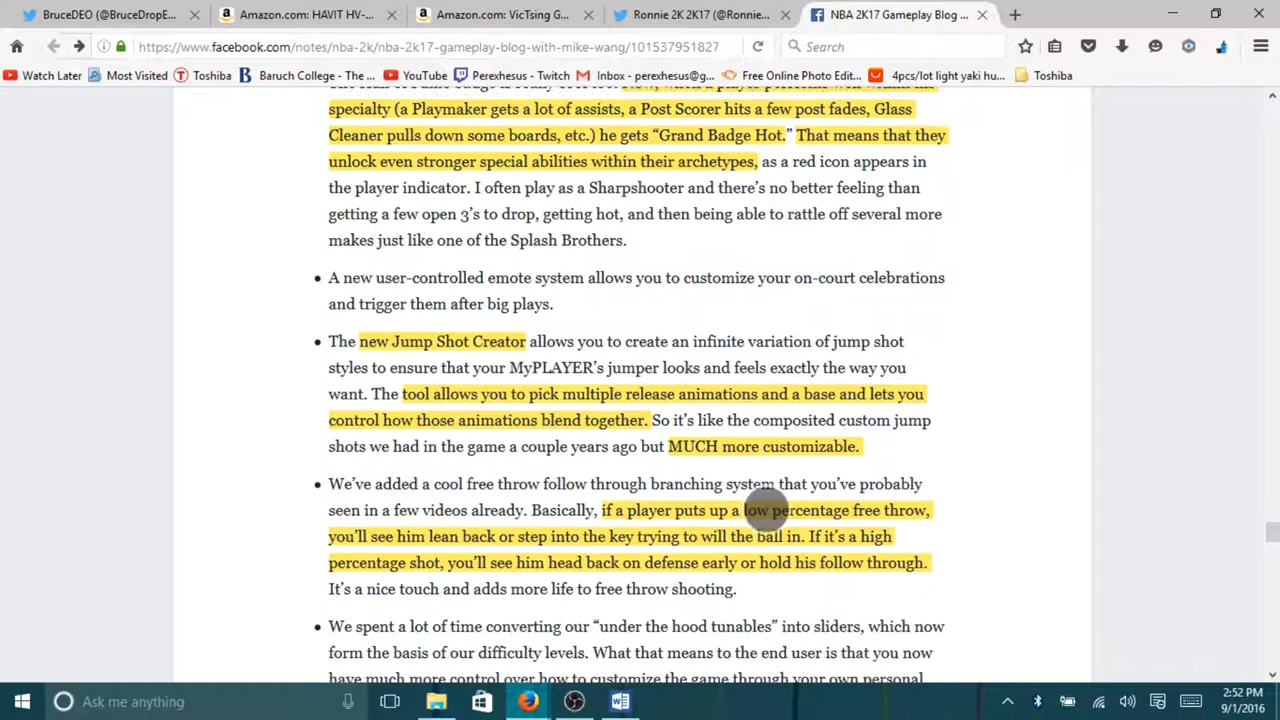 BruceDEO (@BruceDropE...
Amazon.com: HAVIT HV-...
Amazon.com: VicTsing G...
Ronnie 2K 2K17 (@Ronnie...
NBA 2K17 Gameplay Blog ...
https://www.facebook.com/notes/nba-2k/nba-2k17-gameplay-blog-with-mike-wang/101537951827
Search
Watch Later
Most Visited
Toshiba
Baruch College - The ...
YouTube
Perexhesus - Twitch
Inbox - perexhesus@g...
Free Online Photo Edit...
4pcs/lot light yaki hu...
Toshiba
specialty (a Playmaker gets a lot of assists, a Post Scorer hits a few post fades, Glass
Cleaner pulls down some boards, etc.) he gets “Grand Badge Hot.” That means that they
unlock even stronger special abilities within their archetypes, as a red icon appears in
the player indicator. I often play as a Sharpshooter and there’s no better feeling than
getting a few open 3’s to drop, getting hot, and then being able to rattle off several more
makes just like one of the Splash Brothers.
• A new user-controlled emote system allows you to customize your on-court celebrations
and trigger them after big plays.
• The new Jump Shot Creator allows you to create an infinite variation of jump shot
styles to ensure that your MyPLAYER’s jumper looks and feels exactly the way you
want. The tool allows you to pick multiple release animations and a base and lets you
control how those animations blend together. So it’s like the composited custom jump
shots we had in the game a couple years ago but MUCH more customizable.
• We’ve added a cool free throw follow through branching system that you’ve probably
seen in a few videos already. Basically, if a player puts up a low percentage free throw,
you’ll see him lean back or step into the key trying to will the ball in. If it’s a high
percentage shot, you’ll see him head back on defense early or hold his follow through.
It’s a nice touch and adds more life to free throw shooting.
• We spent a lot of time converting our “under the hood tunables” into sliders, which now
form the basis of our difficulty levels. What that means to the end user is that you now
have much more control over how to customize the game through your own personal
Ask me anything
2:52 PM
9/1/2016